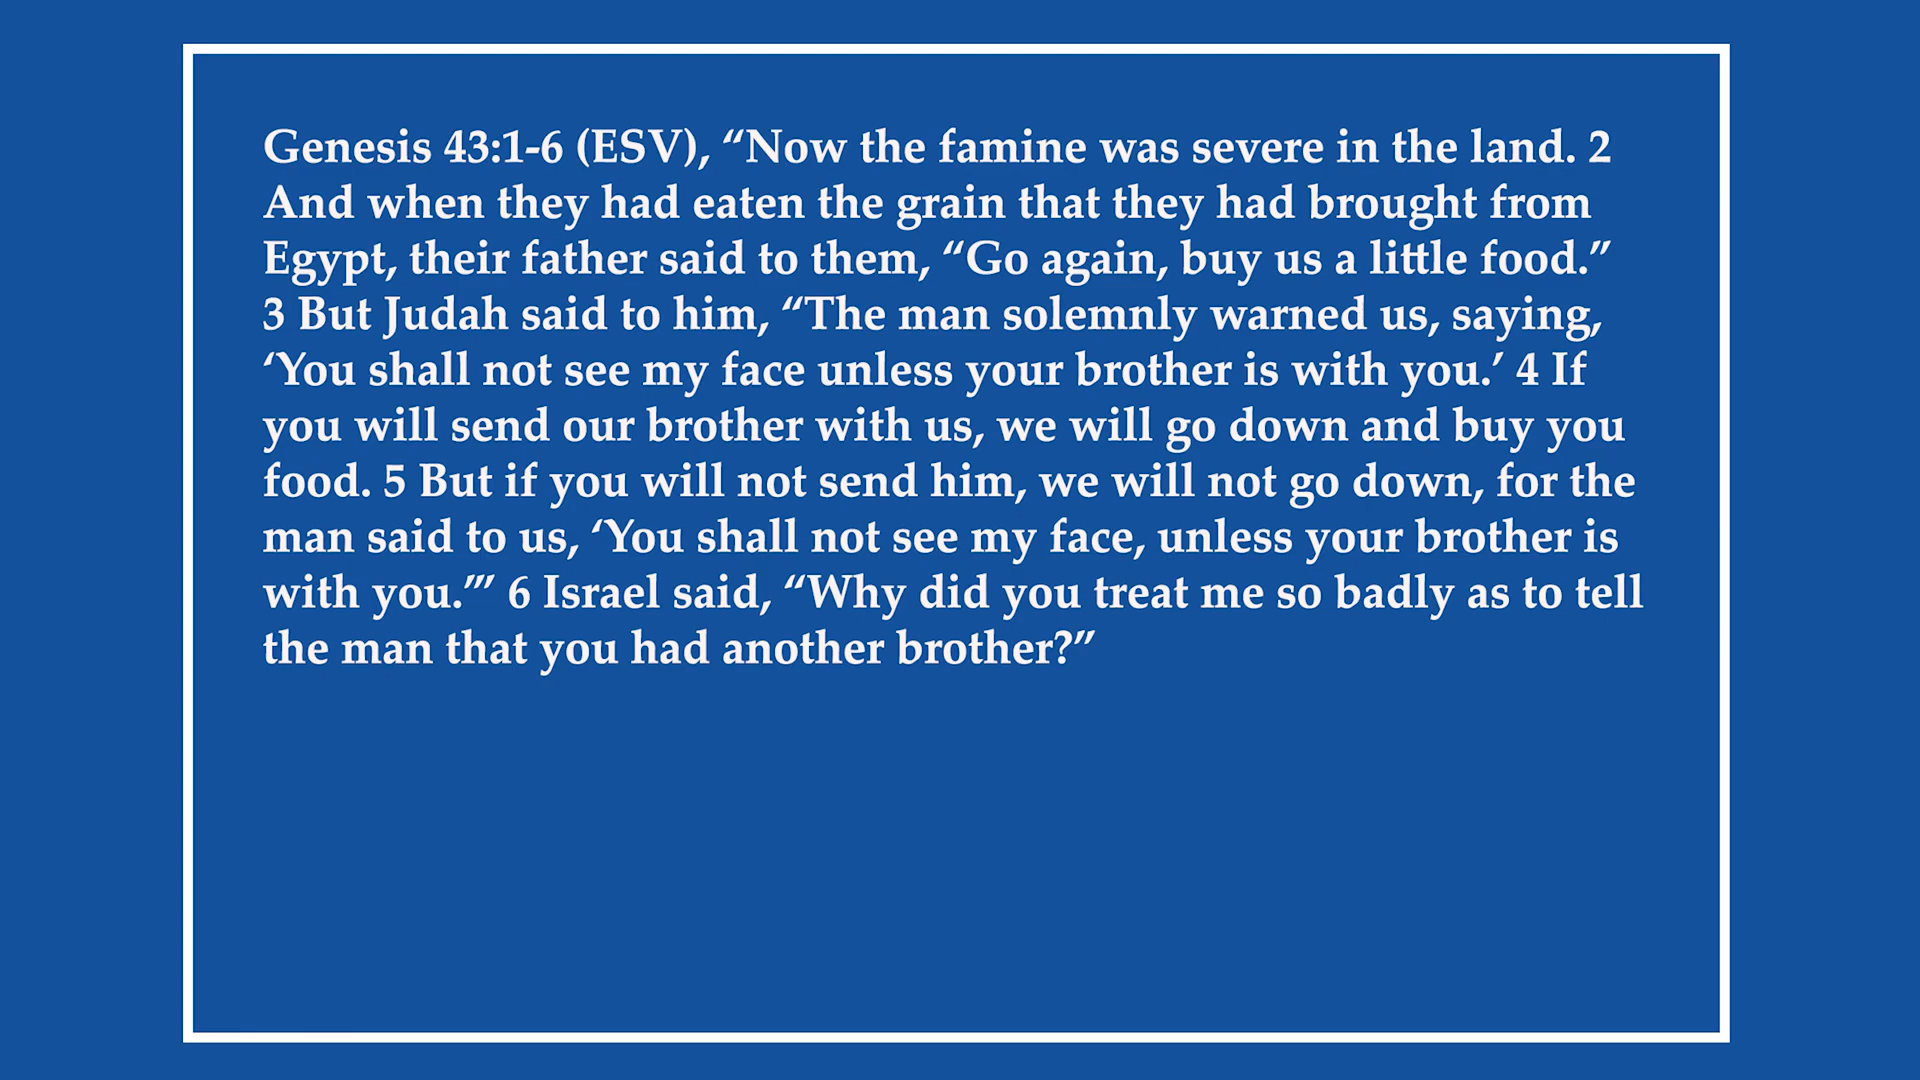 Genesis 43:1-6 (ESV), “Now the famine was severe in the land. 2
And when they had eaten the grain that they had brought from
Egypt, their father said to them, “Go again, buy us a little food.”
3 But Judah said to him, “The man solemnly warned us, saying,
‘You shall not see my face unless your brother is with you.’ 4 If
you will send our brother with us, we will go down and buy you
food. 5 But if you will not send him, we will not go down, for the
man said to us, ‘You shall not see my face, unless your brother is
with you.’” 6 Israel said, “Why did you treat me so badly as to tell
the man that you had another brother?”